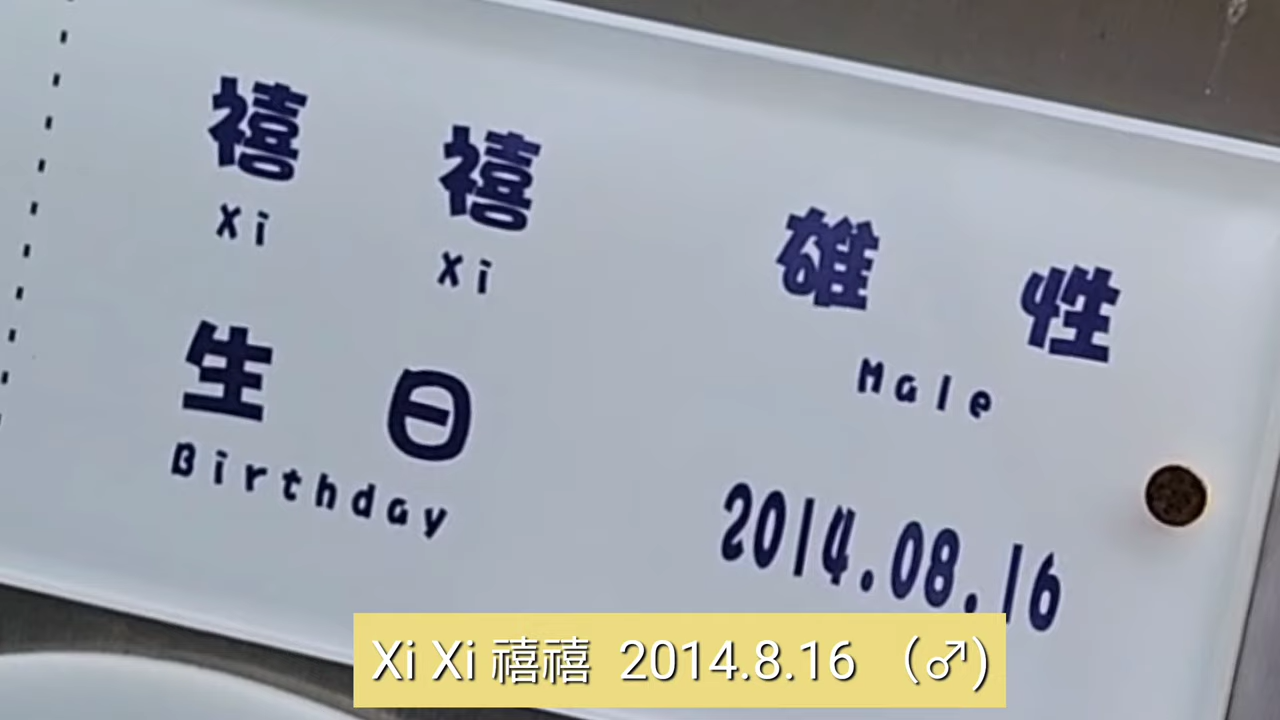 禧禧 雄性
Xi Xi Male
生日 2014.08.16
Birthday
Xi Xi 禧禧 2014.8.16 （♂)